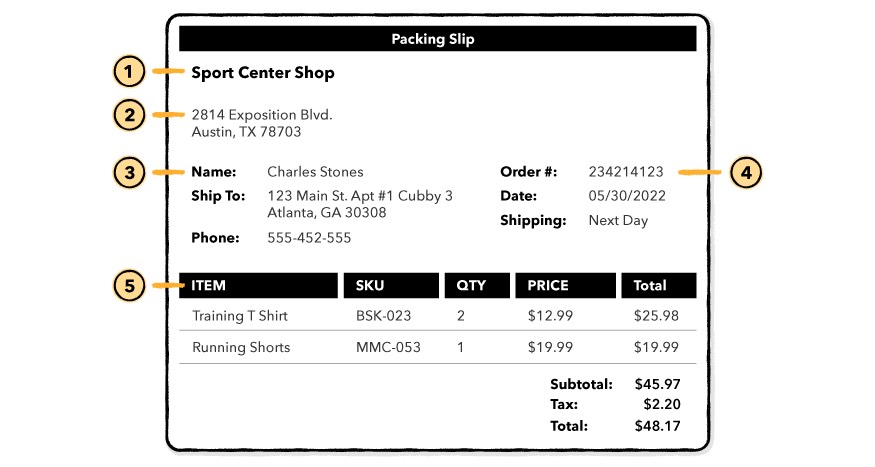 Packing Slip
1 Sport Center Shop
2 2814 Exposition Blvd.
Austin, TX 78703
3 Name: Charles Stones Order #: 234214123 4
Ship To: 123 Main St. Apt #1 Cubby 3 Date: 05/30/2022
Atlanta, GA 30308 Shipping: Next Day
Phone: 555-452-555
5 ITEM SKU QTY PRICE Total
Training T Shirt BSK-023 2 $12.99 $25.98
Running Shorts MMC-053 1 $19.99 $19.99
Subtotal: $45.97
Tax: $2.20
Total: $48.17